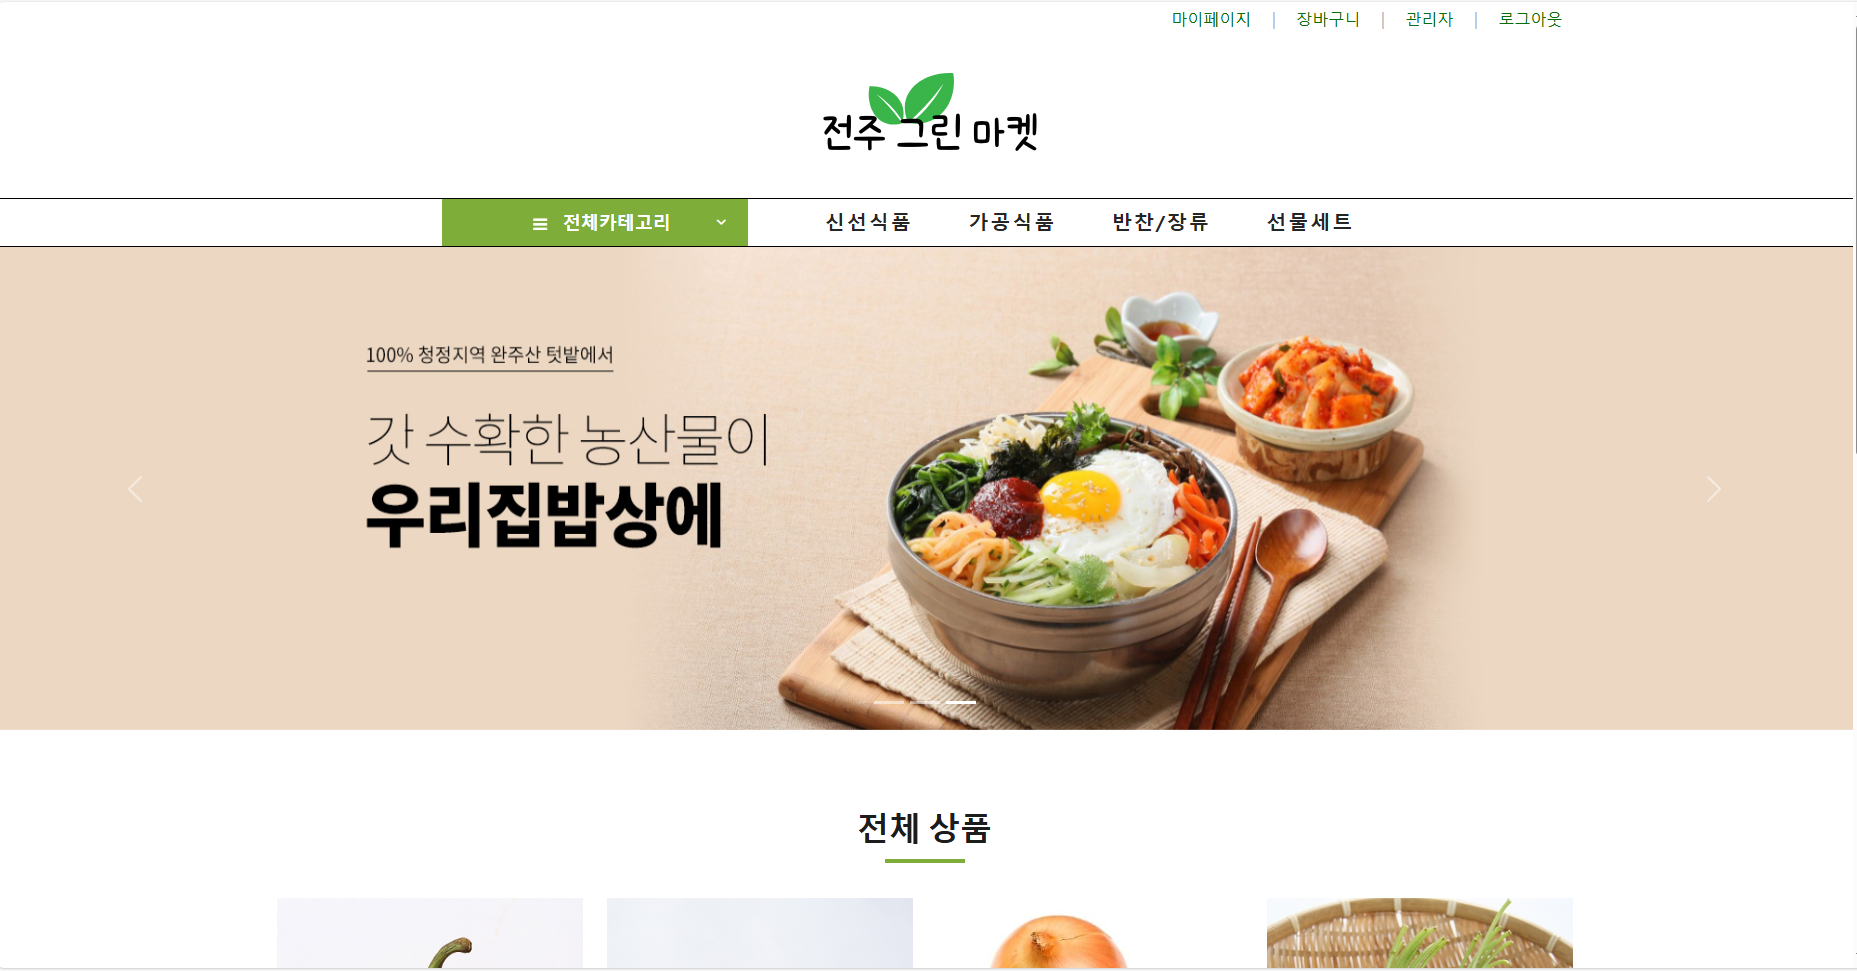 마이페이지 | 장바구니 | 관리자 | 로그아웃
전주 그린 마켓
전체카테고리 신선식품 가공식품 반찬/장류 선물세트
100% 청정지역 완주산 텃밭에서
갓 수확한 농산물이
우리집밥상에
전체 상품